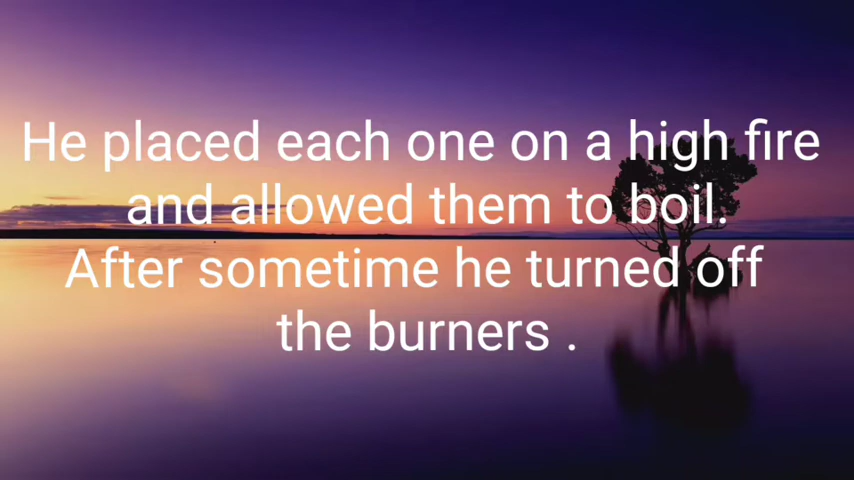 He placed each one on a high fire
and allowed them to boil.
After sometime he turned off
the burners .